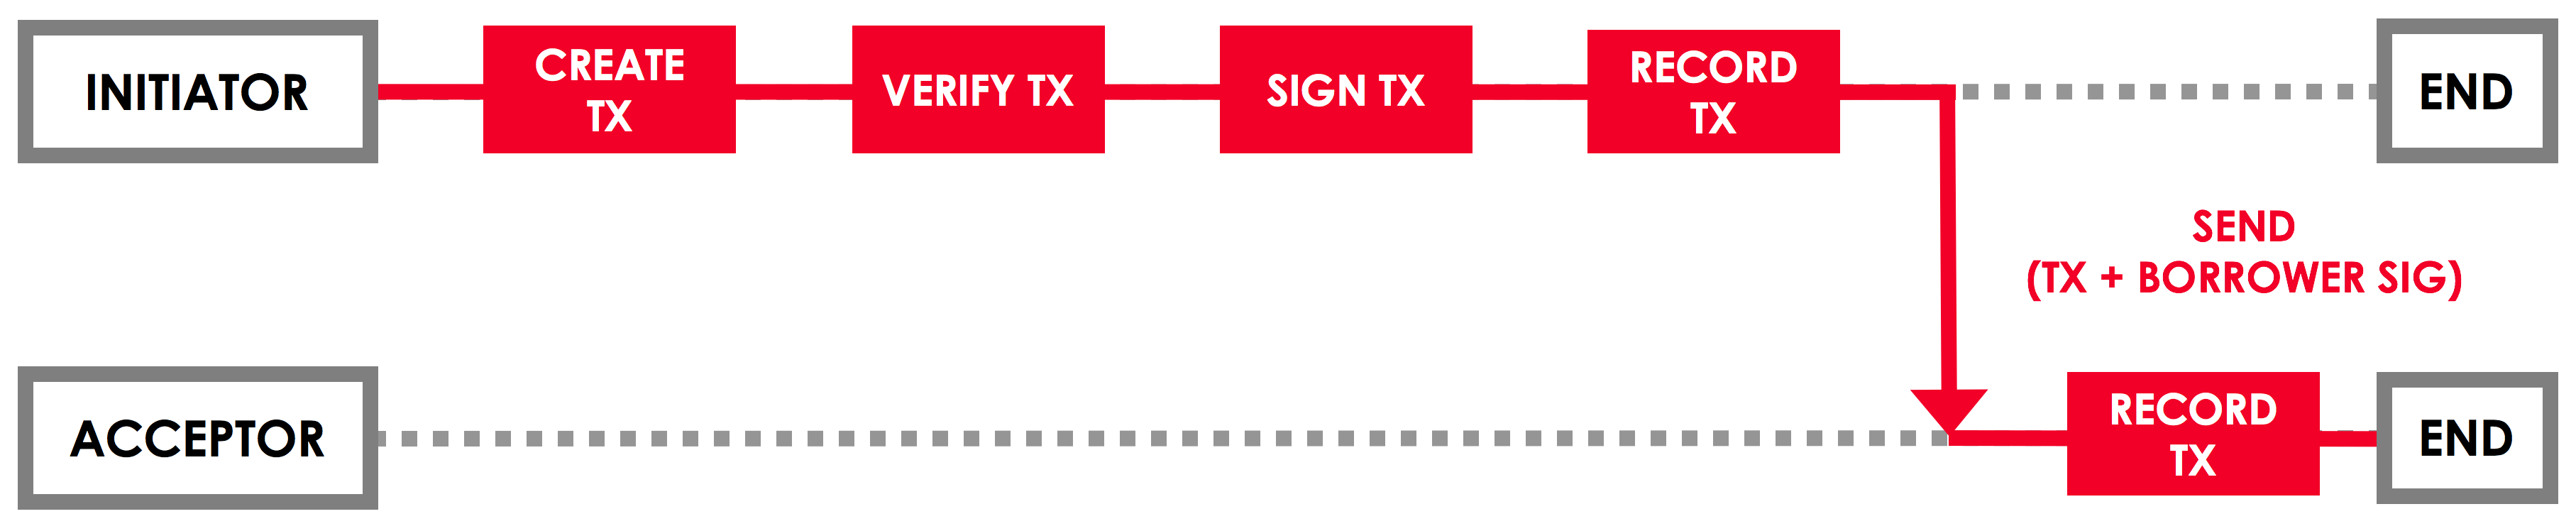 INITIATOR
CREATE
TX
VERIFY TX
SIGN TX
RECORD
TX
END
SEND
(TX + BORROWER SIG)
ACCEPTOR
RECORD
TX
END